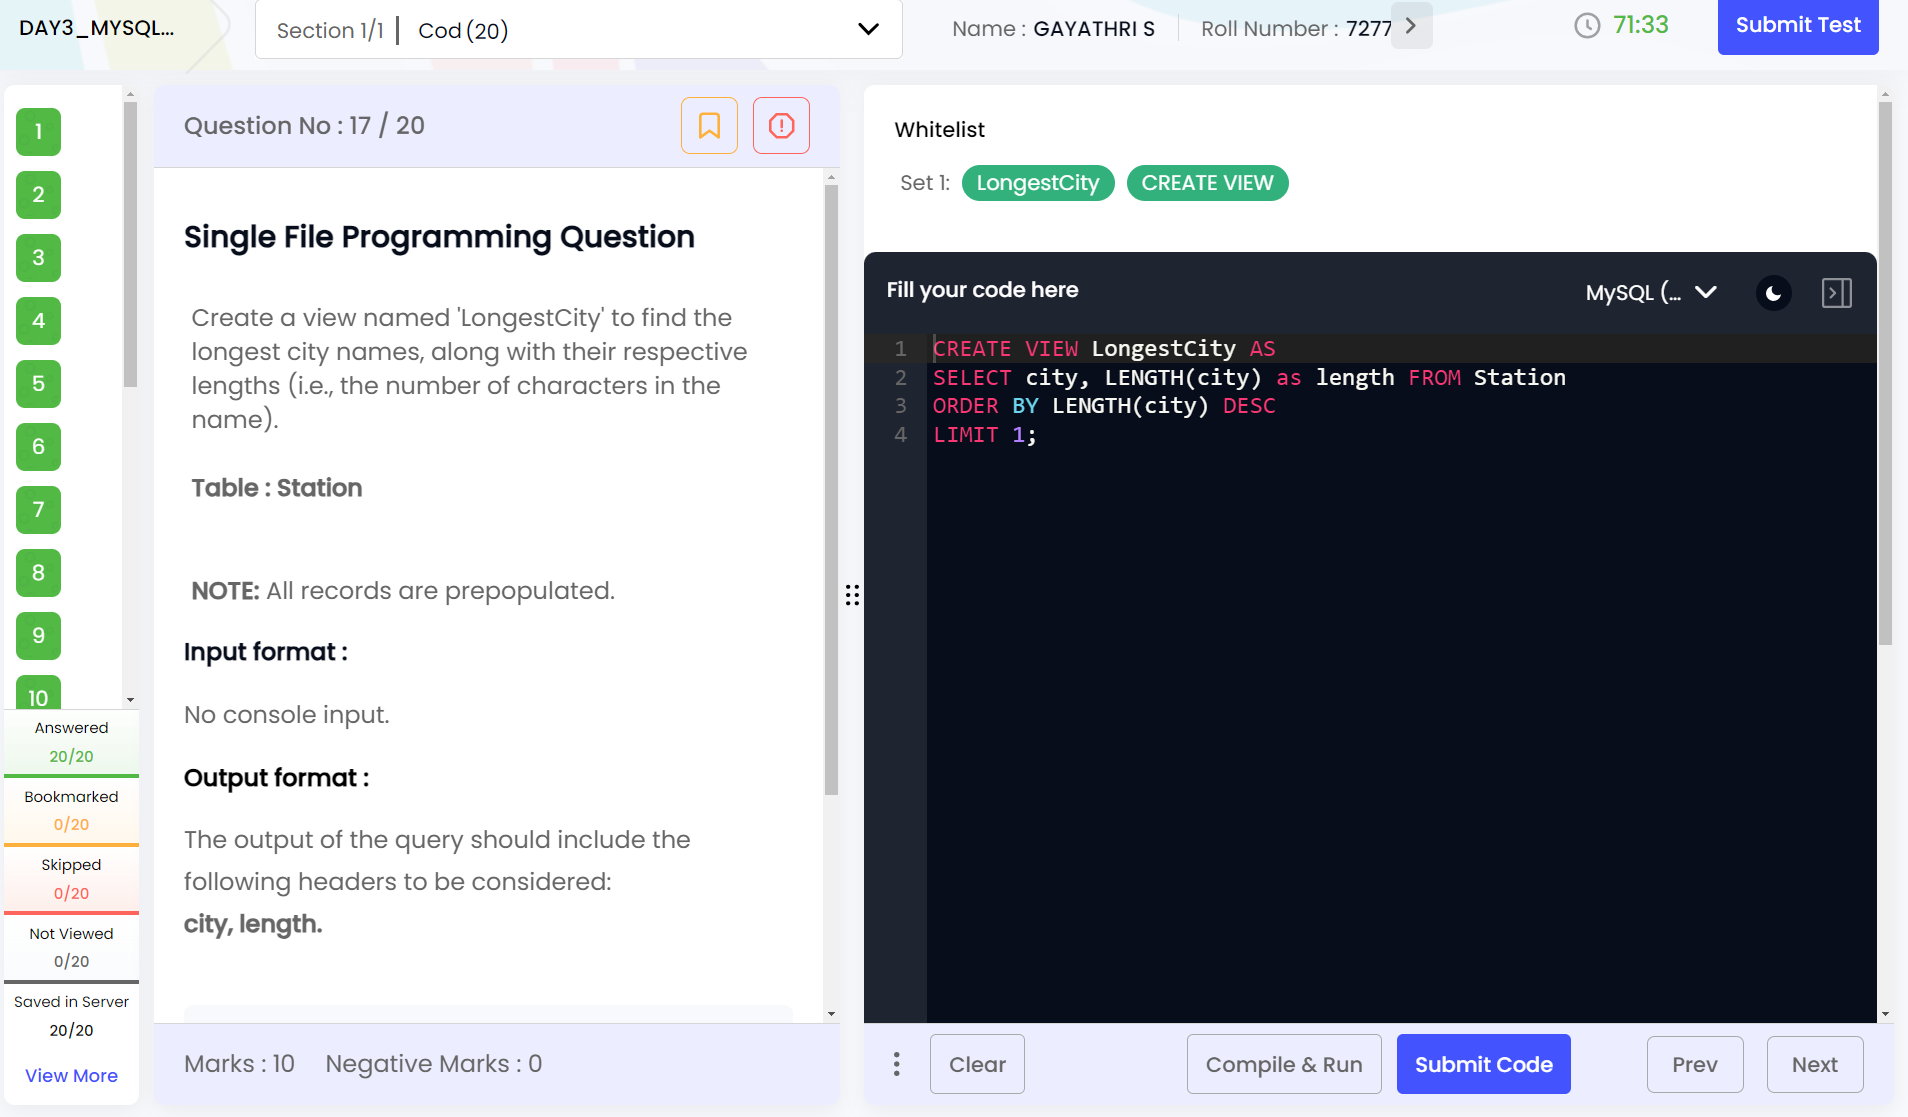 DAY3_MYSQL...
Section 1/1 | Cod (20)
Name : GAYATHRI S
Roll Number : 7277
71:33
Submit Test
1
2
3
4
5
6
7
8
9
10
Answered
20/20
Bookmarked
0/20
Skipped
0/20
Not Viewed
0/20
Saved in Server
20/20
View More
Question No : 17 / 20
Single File Programming Question
Create a view named 'LongestCity' to find the
longest city names, along with their respective
lengths (i.e., the number of characters in the
name).
Table : Station
NOTE: All records are prepopulated.
Input format :
No console input.
Output format :
The output of the query should include the
following headers to be considered:
city, length.
Marks : 10 Negative Marks : 0
Whitelist
Set 1: LongestCity CREATE VIEW
Fill your code here
MySQL (...
1 CREATE VIEW LongestCity AS
2 SELECT city, LENGTH(city) as length FROM Station
3 ORDER BY LENGTH(city) DESC
4 LIMIT 1;
Clear
Compile & Run
Submit Code
Prev
Next